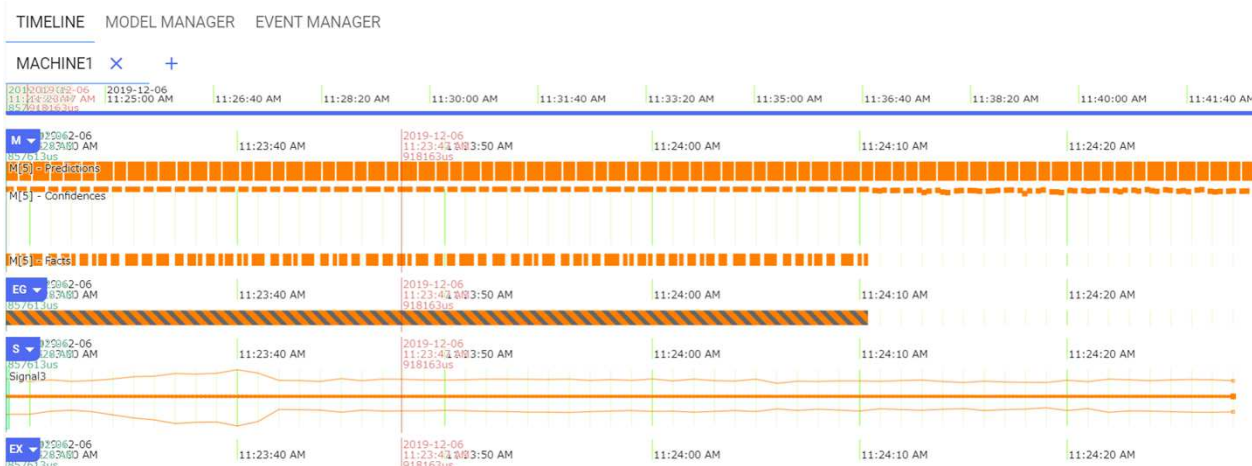 TIMELINE MODEL MANAGER EVENT MANAGER
MACHINE1 × +
2019-12-06
11:25:00 AM 11:26:40 AM 11:28:20 AM 11:30:00 AM 11:31:40 AM 11:33:20 AM 11:35:00 AM 11:36:40 AM 11:38:20 AM 11:40:00 AM 11:41:40 AM
918163us
M 2019-12-06
11:23:40 AM 11:24:00 AM 11:24:10 AM 11:24:20 AM
857613us 918163us
M[5] - Predictions
M[5] - Confidences
M[5] - Facts
EG 2019-12-06
11:23:40 AM 11:24:00 AM 11:24:10 AM 11:24:20 AM
857613us 918163us
S 2019-12-06
11:23:40 AM 11:24:00 AM 11:24:10 AM 11:24:20 AM
857613us 918163us
Signal3
EX 2019-12-06
11:23:40 AM 11:24:00 AM 11:24:10 AM 11:24:20 AM
857613us 918163us